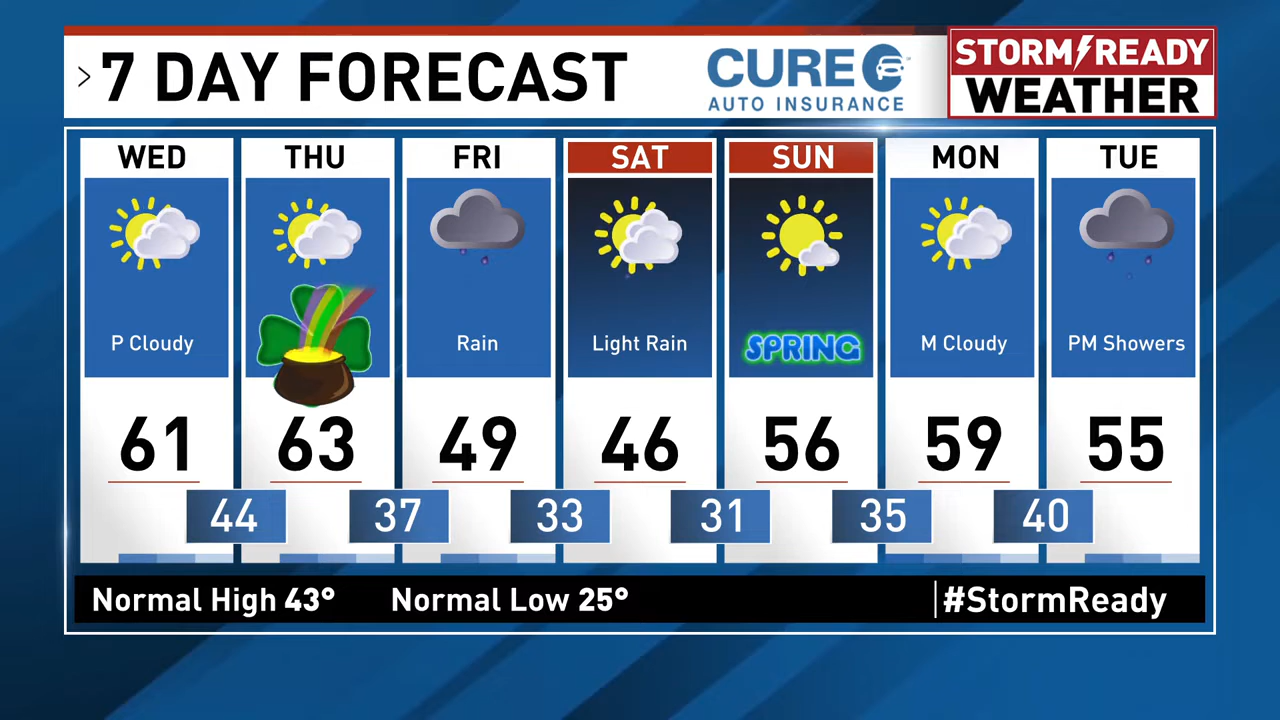 > 7 DAY FORECAST
CURE
AUTO INSURANCE
STORM READY
WEATHER
WED THU FRI SAT SUN MON TUE
P Cloudy Rain Light Rain SPRING M Cloudy PM Showers
61 63 49 46 56 59 55
44 37 33 31 35 40
Normal High 43° Normal Low 25° #StormReady